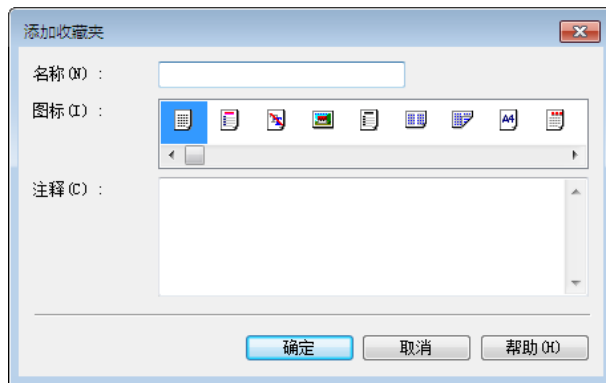 添加收藏夹
名称(N)：
图标(I)：
A4
注释(C)：
确定 取消 帮助(H)